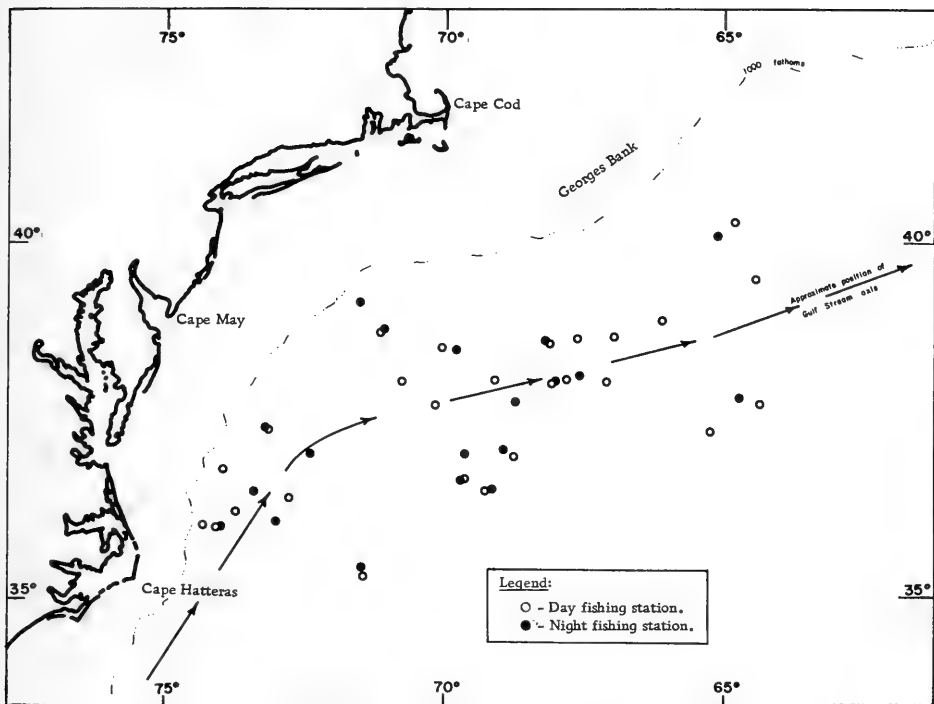 75°
70°
65°
1000 fathoms
Cape Cod
Georges Bank
40°
40°
Approximate position of
Gulf Stream axis
Cape May
35°
Cape Hatteras
35°
Legend:
- Day fishing station.
- Night fishing station.
75°
70°
65°